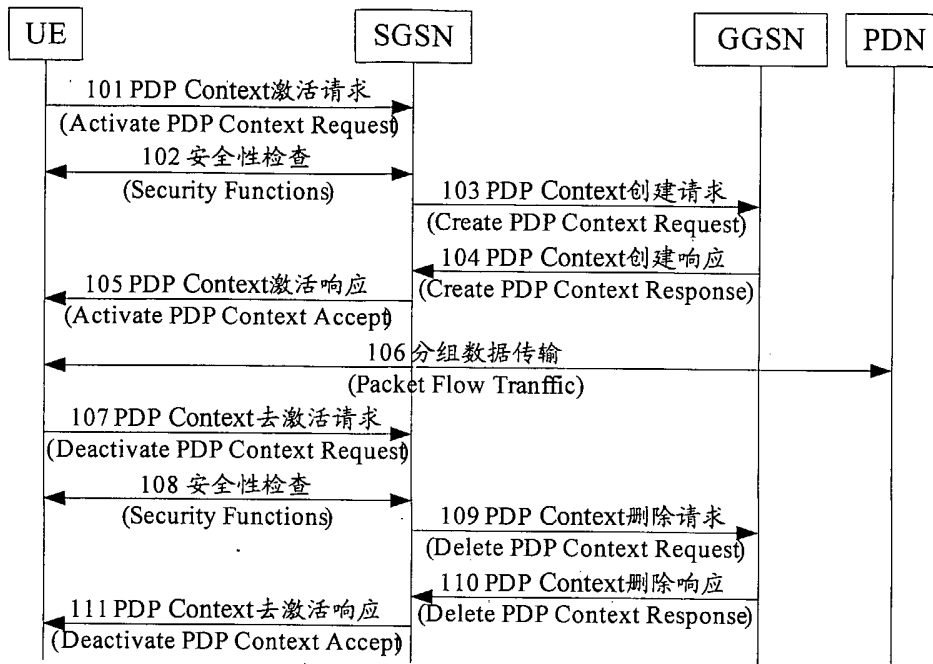 UE
SGSN
GGSN
PDN
101 PDP Context激活请求
(Activate PDP Context Request)
102 安全性检查
(Security Functions)
103 PDP Context创建请求
(Create PDP Context Request)
104 PDP Context创建响应
(Create PDP Context Response)
105 PDP Context激活响应
(Activate PDP Context Accept)
106 分组数据传输
(Packet Flow Tranffic)
107 PDP Context去激活请求
(Deactivate PDP Context Request)
108 安全性检查
(Security Functions)
109 PDP Context删除请求
(Delete PDP Context Request)
110 PDP Context删除响应
(Delete PDP Context Response)
111 PDP Context去激活响应
(Deactivate PDP Context Accept)